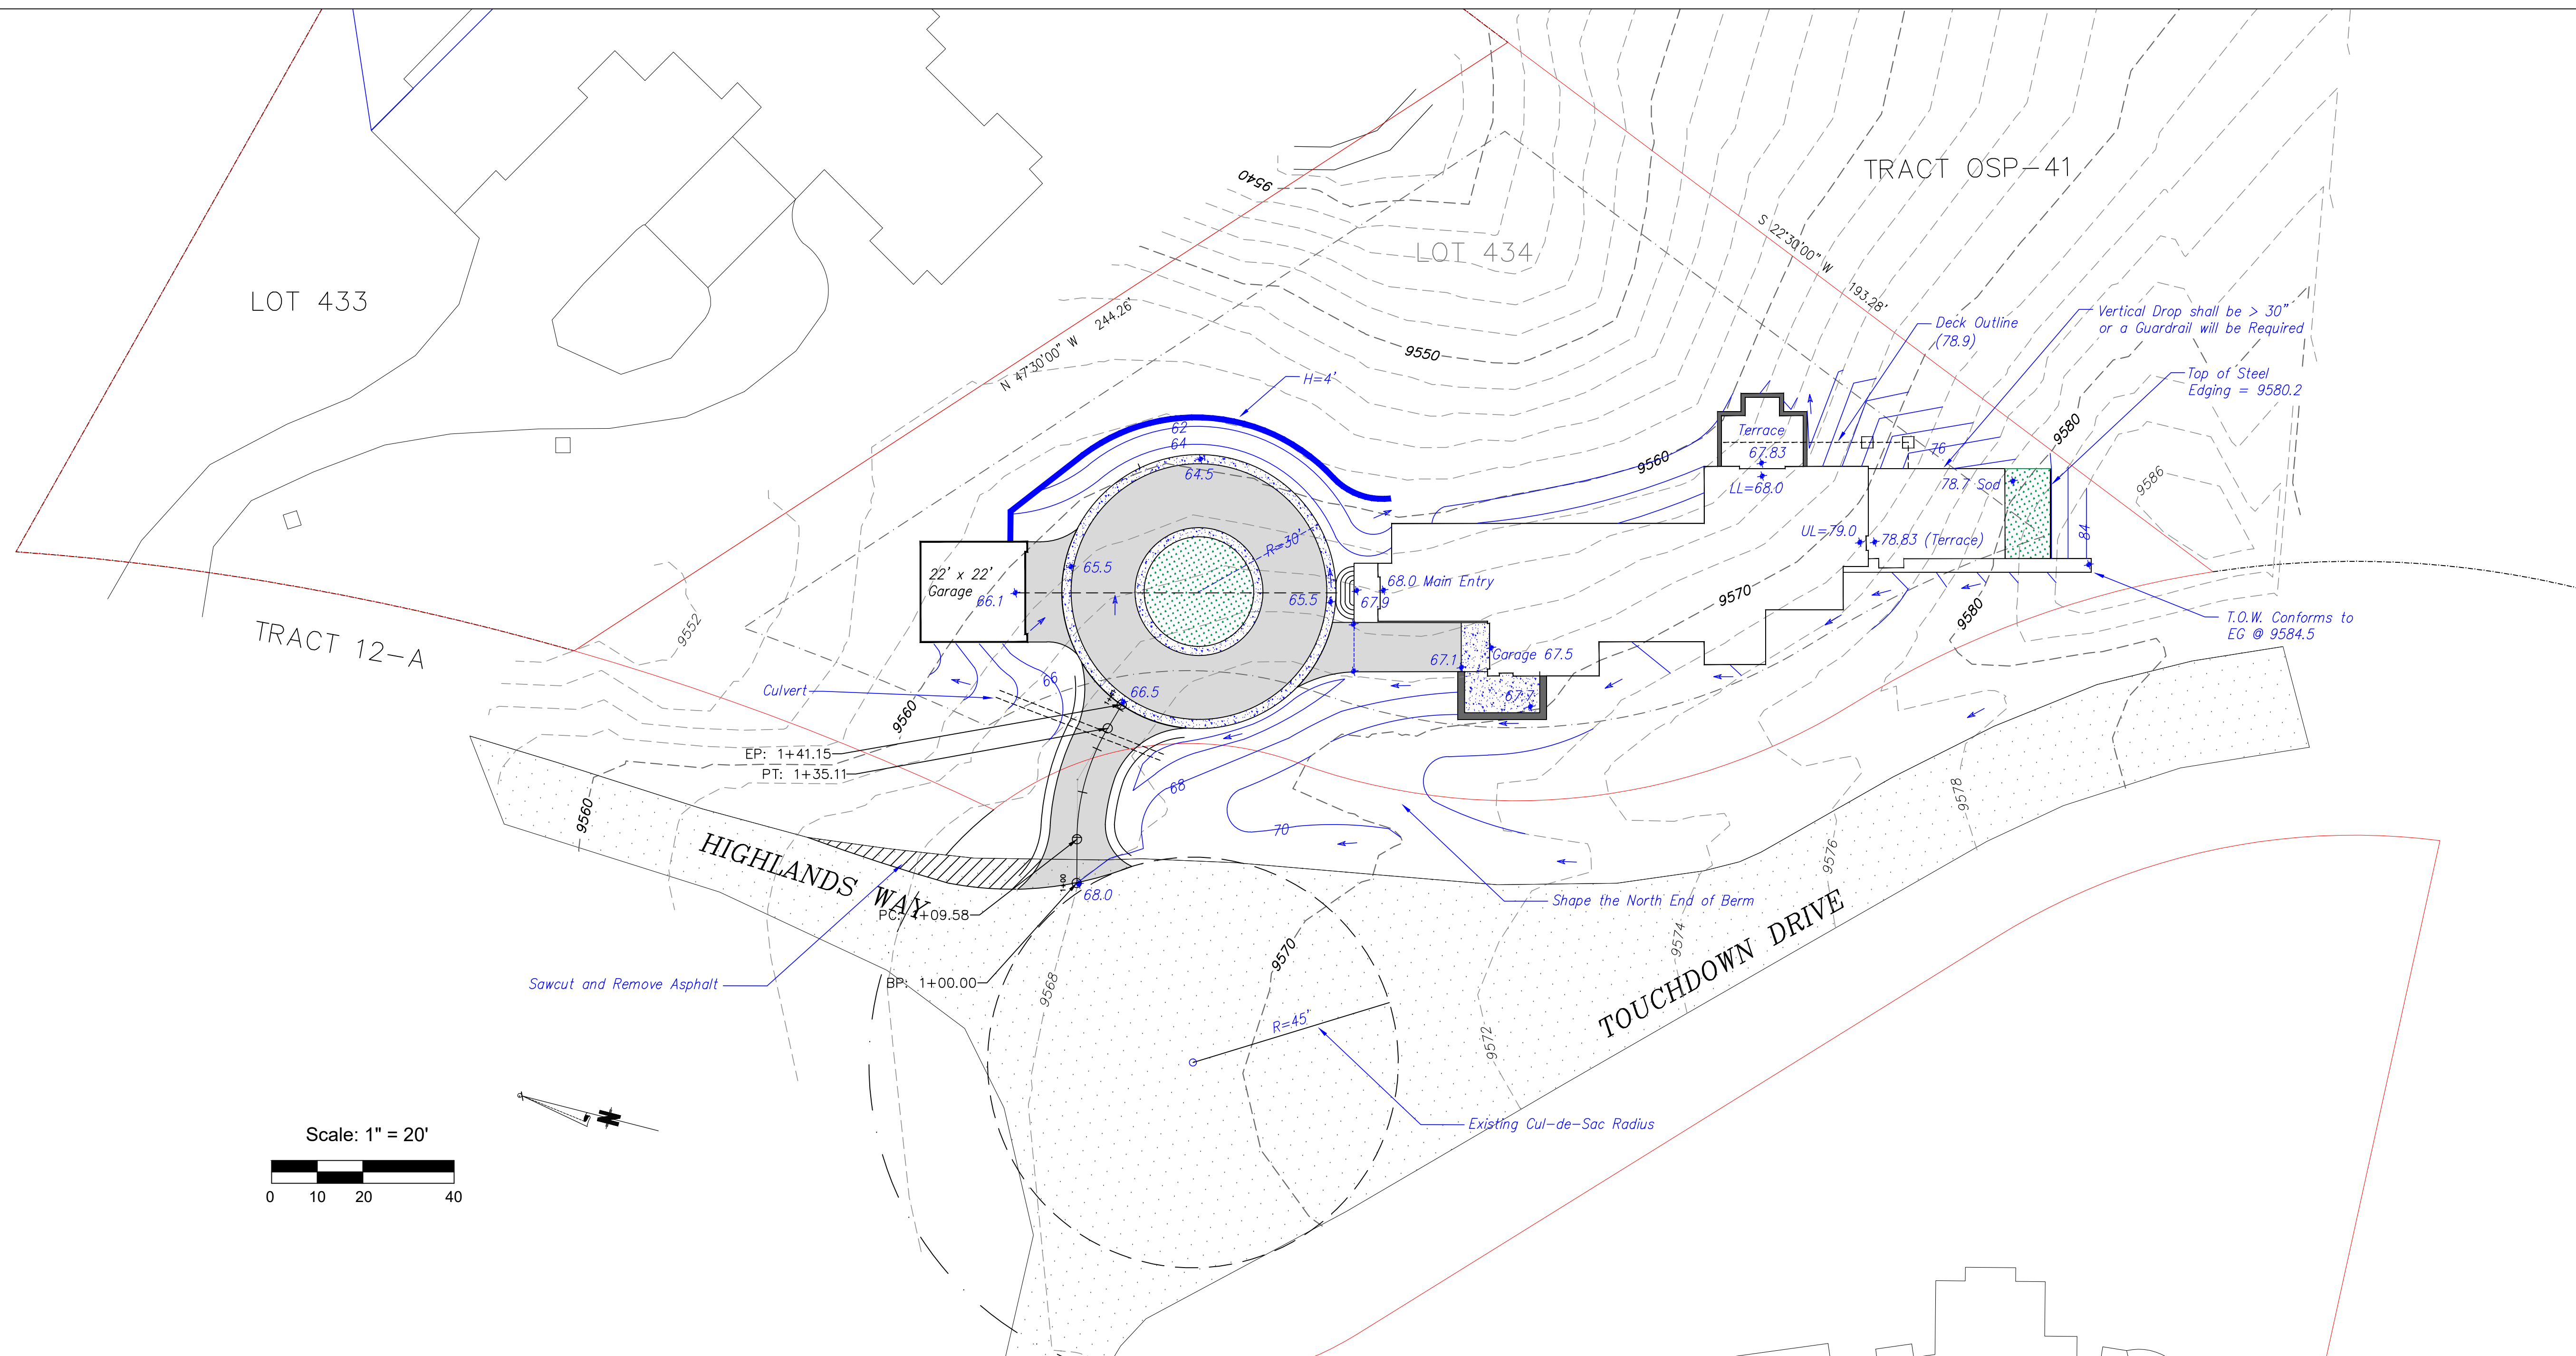 TRACT OSP-41
LOT 434
9540
S 22°30'00" W
193.28'
LOT 433
244.26'
N 47°30'00" W
9550
Vertical Drop shall be > 30"
or a Guardrail will be Required
Deck Outline
(78.9)
Top of Steel
Edging = 9580.2
H=4'
62
64
64.5
Terrace
67.83
LL=68.0
9560
76
9580
9586
78.7 Sod
UL=79.0
78.83 (Terrace)
84
R=30'
65.5
22' x 22'
Garage
66.1
65.5
67.9
68.0 Main Entry
9570
9580
T.O.W. Conforms to
EG @ 9584.5
TRACT 12-A
9552
67.1
Garage 67.5
67.7
Culvert
66
66.5
9560
EP: 1+41.15
PT: 1+35.11
68
70
9560
9578
9576
HIGHLANDS WAY
PC: 1+09.58
1+00
68.0
Shape the North End of Berm
9574
TOUCHDOWN DRIVE
Sawcut and Remove Asphalt
BP: 1+00.00
9568
9570
R=45'
9572
Existing Cul-de-Sac Radius
N
Scale: 1" = 20'
0 10 20 40